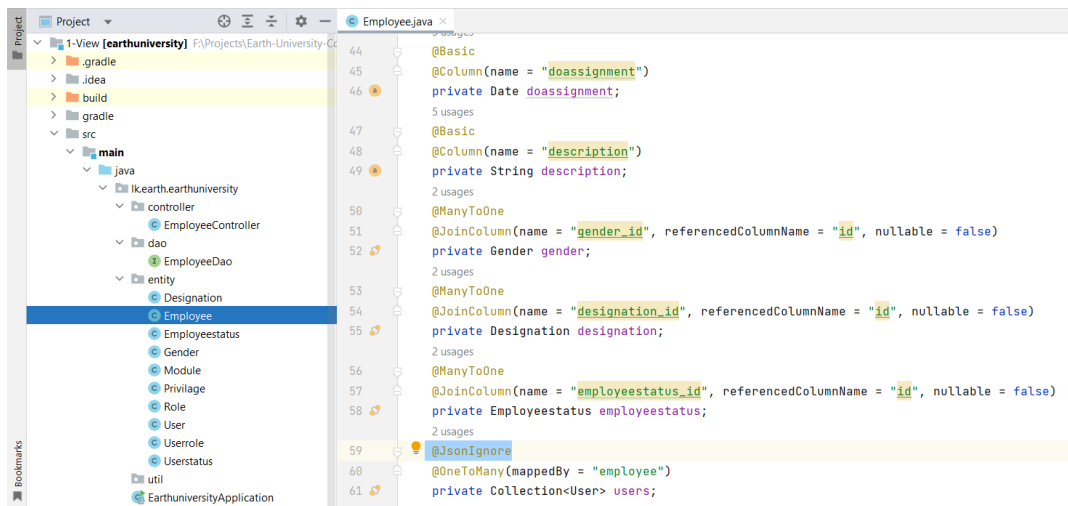 Project
Project
Employee.java
1-View [earthuniversity] F:\Projects\Earth-University-Co
.gradle
.idea
build
gradle
src
main
java
lk.earth.earthuniversity
controller
EmployeeController
dao
EmployeeDao
entity
Designation
Employee
Employeestatus
Gender
Module
Privilage
Role
User
Userrole
Userstatus
util
EarthuniversityApplication
Bookmarks
44 @Basic
45 @Column(name = "doassignment")
46 private Date doassignment;
5 usages
47 @Basic
48 @Column(name = "description")
49 private String description;
2 usages
50 @ManyToOne
51 @JoinColumn(name = "gender_id", referencedColumnName = "id", nullable = false)
52 private Gender gender;
2 usages
53 @ManyToOne
54 @JoinColumn(name = "designation_id", referencedColumnName = "id", nullable = false)
55 private Designation designation;
2 usages
56 @ManyToOne
57 @JoinColumn(name = "employeestatus_id", referencedColumnName = "id", nullable = false)
58 private Employeestatus employeestatus;
2 usages
59 @JsonIgnore
60 @OneToMany(mappedBy = "employee")
61 private Collection<User> users;